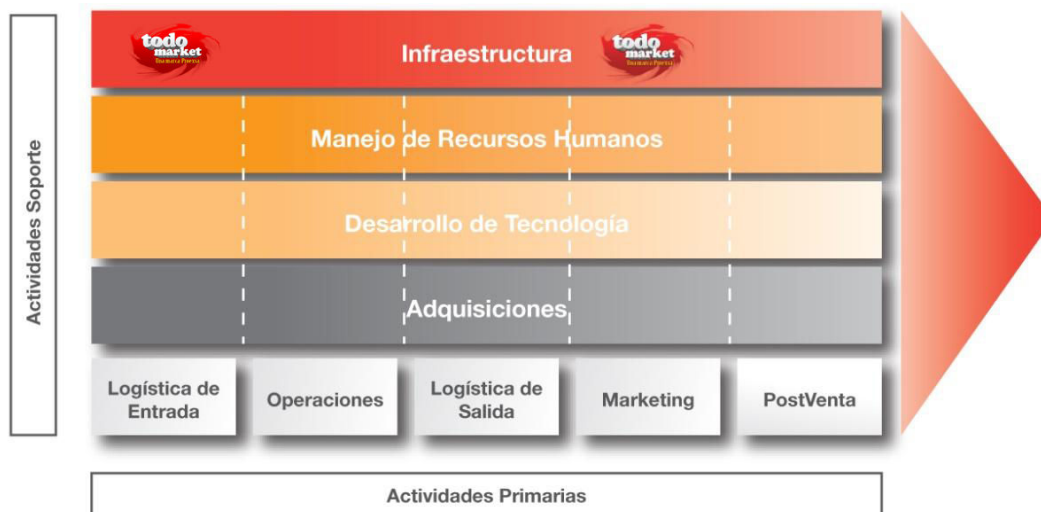 todo
market
Infraestructura
todo
market
Manejo de Recursos Humanos
Desarrollo de Tecnología
Adquisiciones
Actividades Soporte
Logística de
Entrada
Operaciones
Logística de
Salida
Marketing
PostVenta
Actividades Primarias